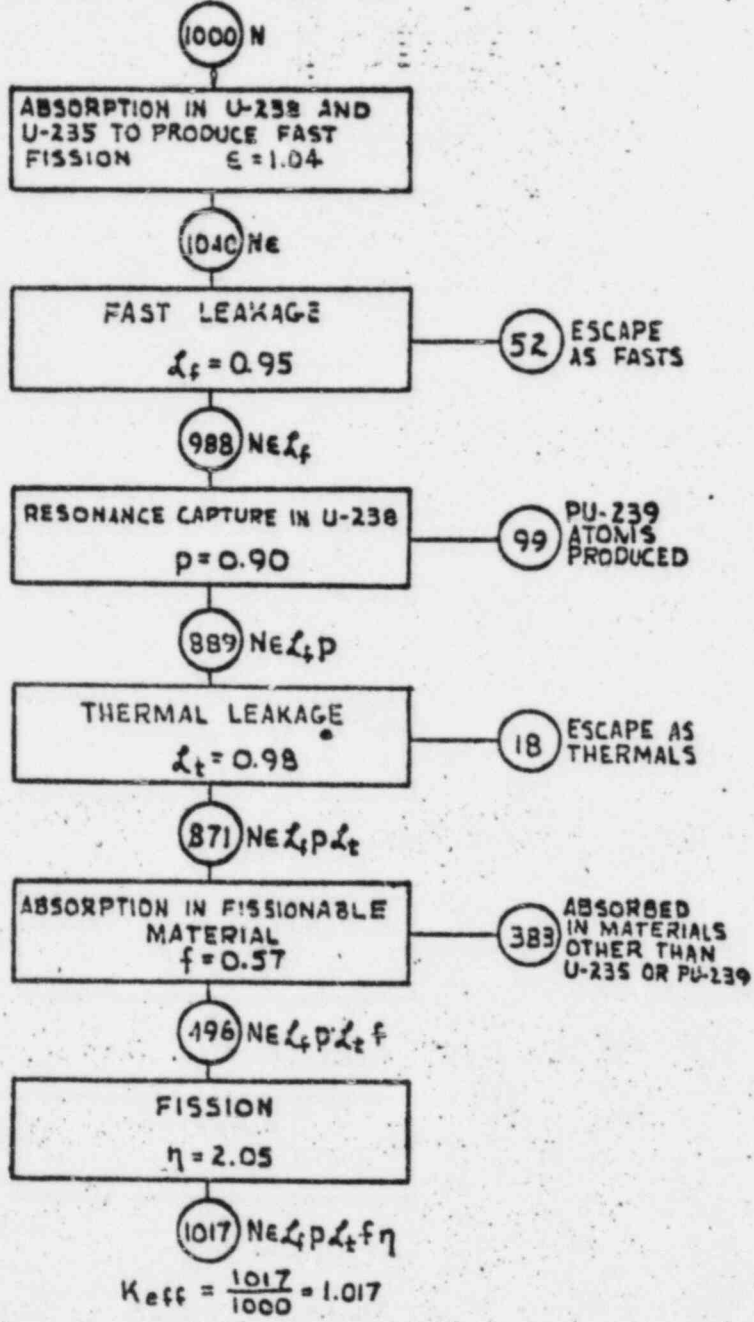 1000 N
ABSORPTION IN U-238 AND
U-235 TO PRODUCE FAST
FISSION ε = 1.04
1040 Nε
FAST LEAKAGE
ℒf = 0.95
52 ESCAPE
AS FASTS
988 Nεℒf
RESONANCE CAPTURE IN U-238
p = 0.90
99 PU-239
ATOMS
PRODUCED
889 Nεℒfp
THERMAL LEAKAGE
ℒt = 0.98
18 ESCAPE AS
THERMALS
871 Nεℒfpℒt
ABSORPTION IN FISSIONABLE
MATERIAL
f = 0.57
383 ABSORBED
IN MATERIALS
OTHER THAN
U-235 OR PU-239
496 Nεℒfpℒt f
FISSION
η = 2.05
1017 Nεℒfpℒt f η
Keff = 1017/1000 = 1.017